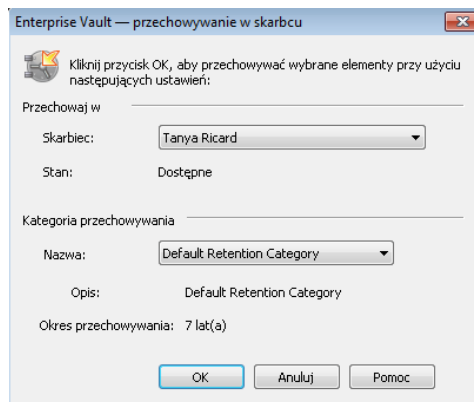 Enterprise Vault — przechowywanie w skarbcu
Kliknij przycisk OK, aby przechowywać wybrane elementy przy użyciu
następujących ustawień:
Przechowaj w
Skarbiec: Tanya Ricard
Stan: Dostępne
Kategoria przechowywania
Nazwa: Default Retention Category
Opis: Default Retention Category
Okres przechowywania: 7 lat(a)
OK Anuluj Pomoc